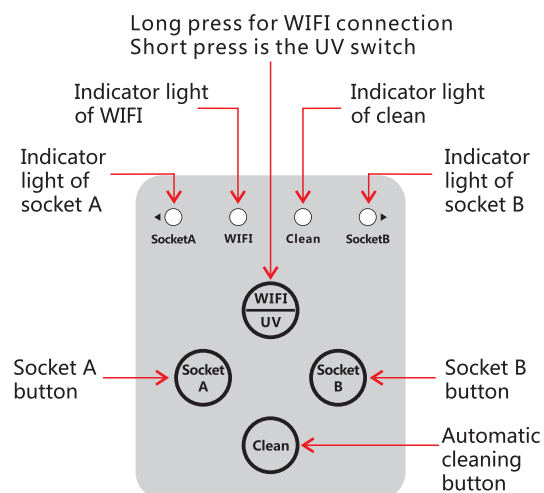 Long press for WIFI connection
Short press is the UV switch
Indicator light
of WIFI
Indicator light
of clean
Indicator
light of
socket A
Indicator
light of
socket B
SocketA
WIFI
Clean
SocketB
WIFI
UV
Socket A
button
Socket
A
Socket
B
Socket B
button
Clean
Automatic
cleaning
button